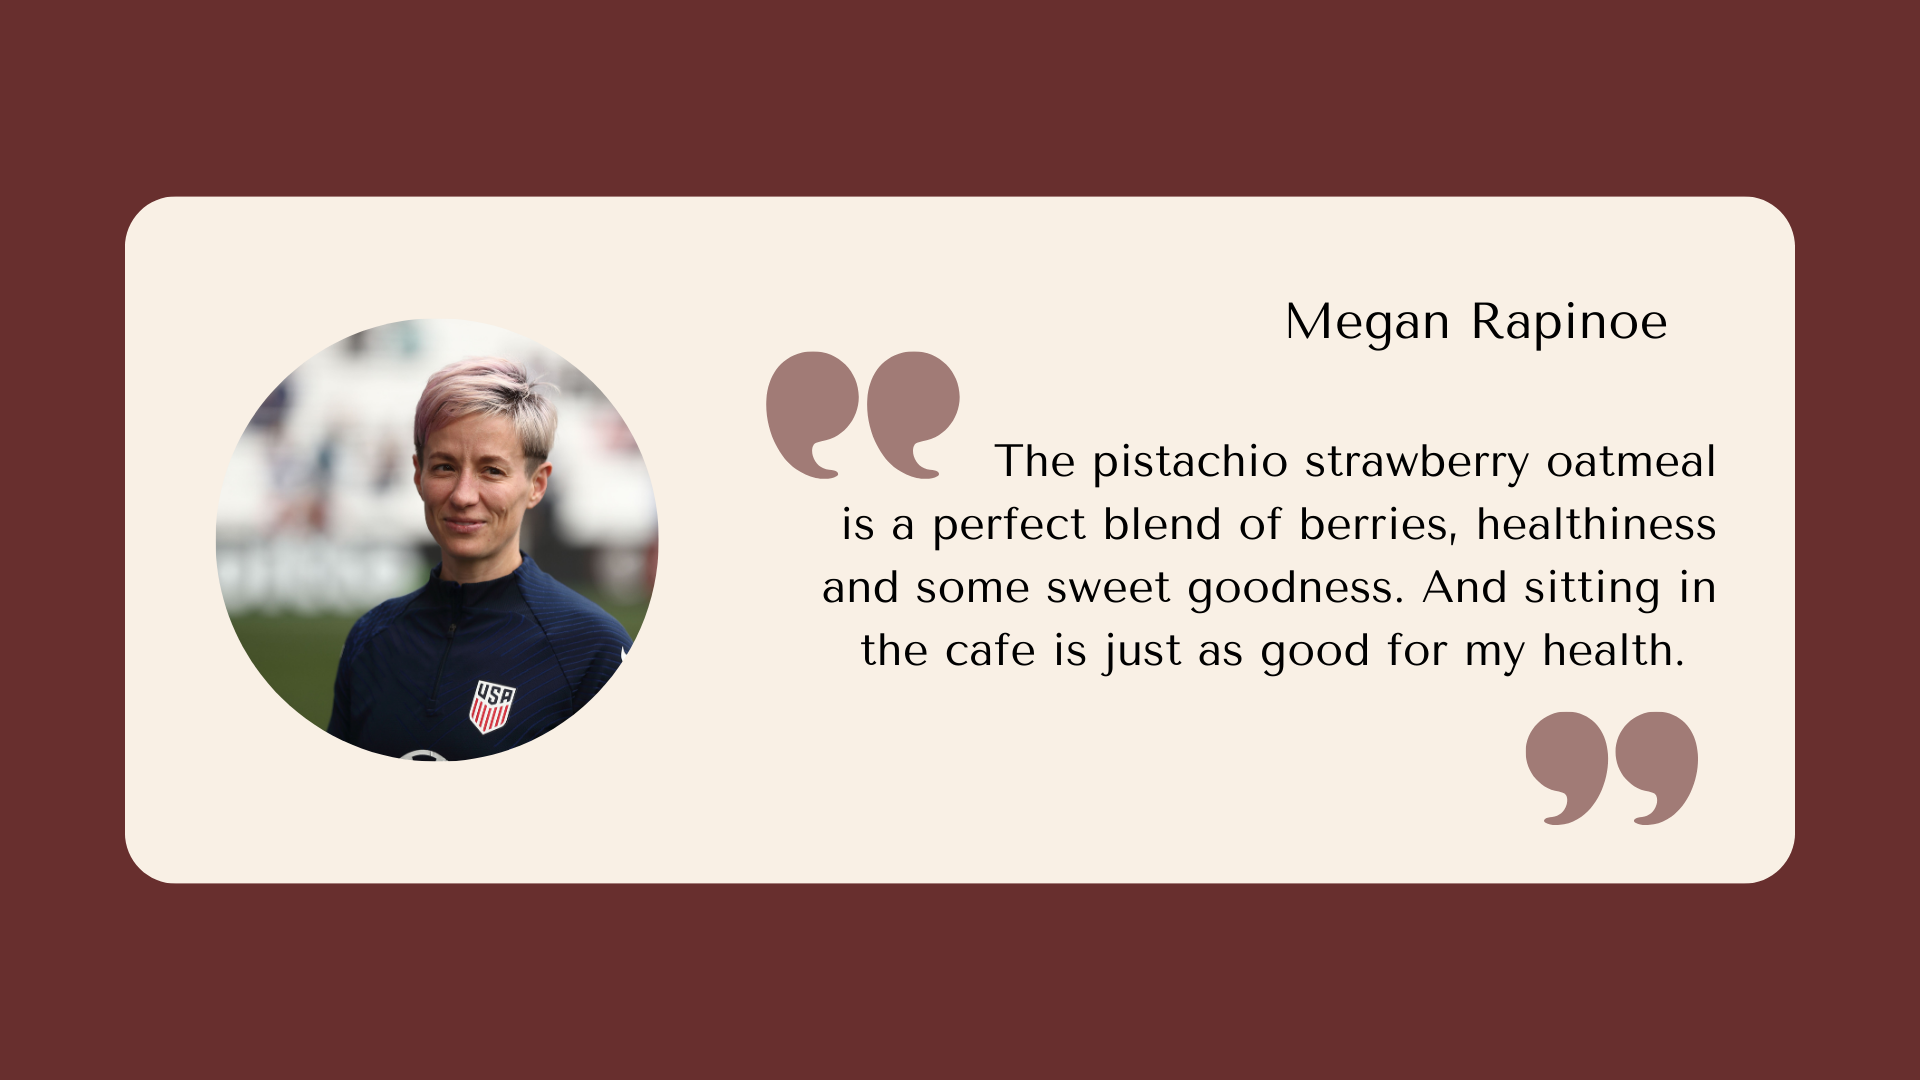 Megan Rapinoe
The pistachio strawberry oatmeal
is a perfect blend of berries, healthiness
and some sweet goodness. And sitting in
the cafe is just as good for my health.
USA